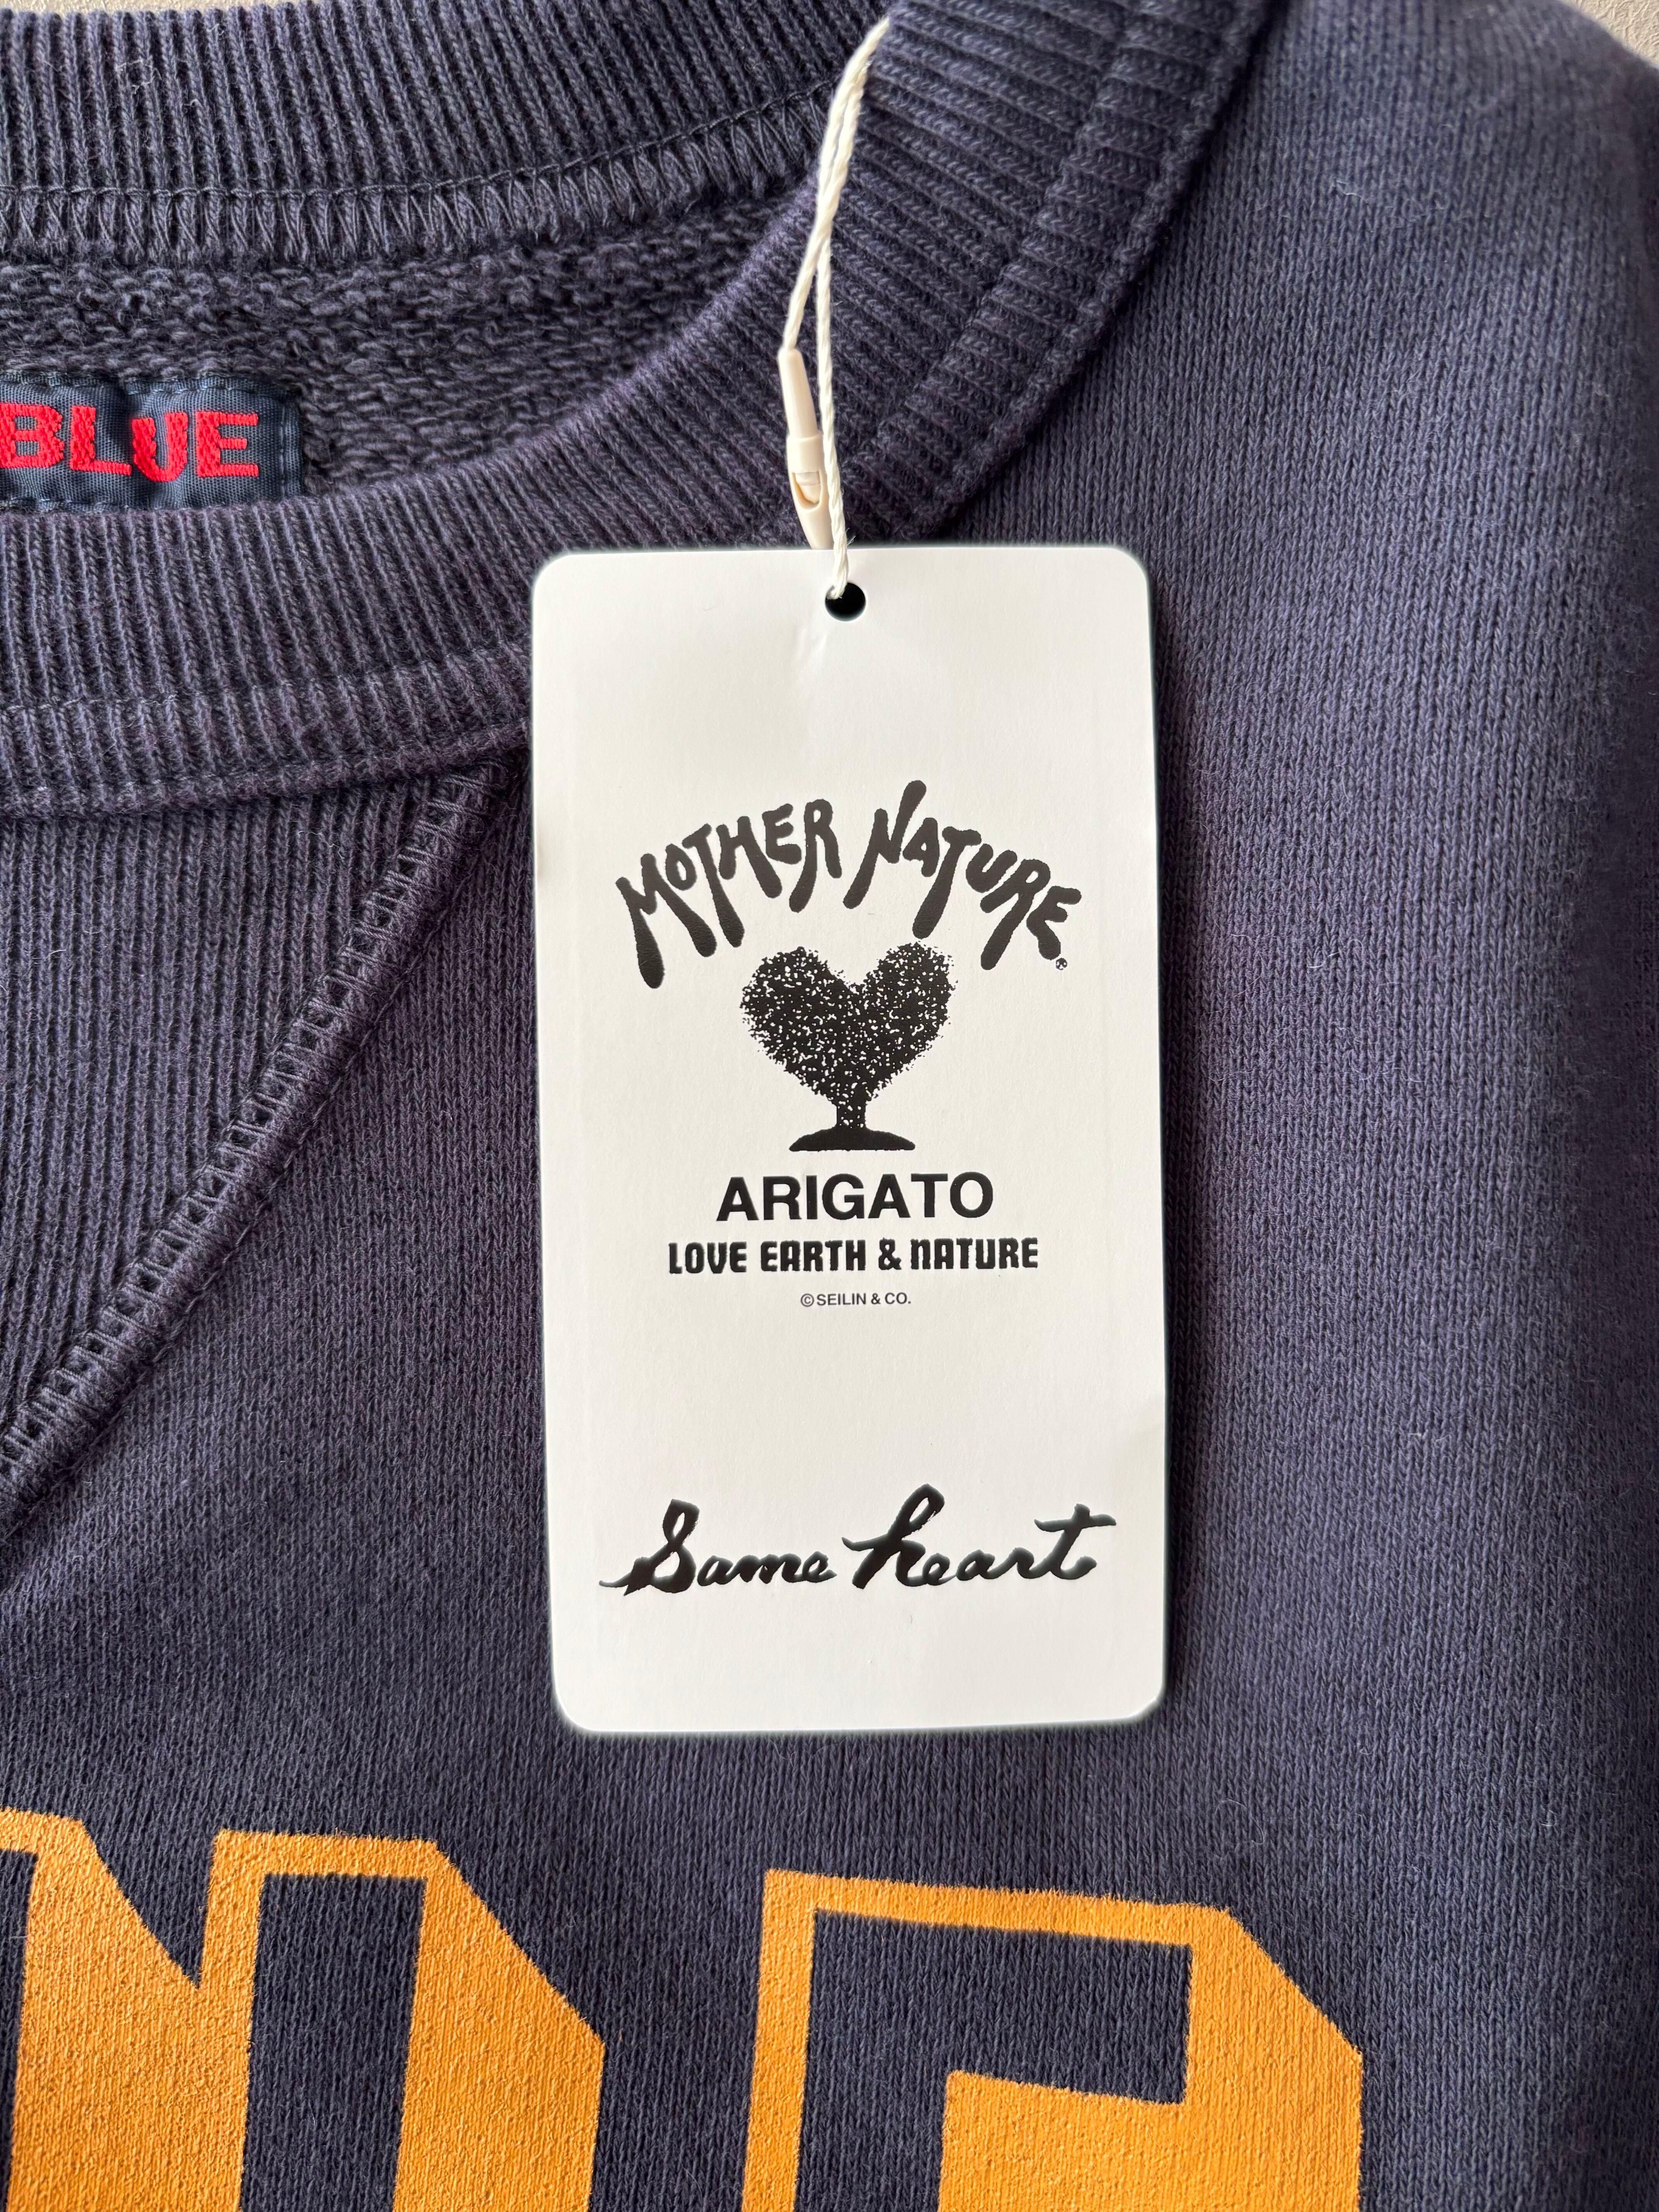 BLUE
MOTHER NATURE®
ARIGATO
LOVE EARTH & NATURE
©SEILIN & CO.
Same heart